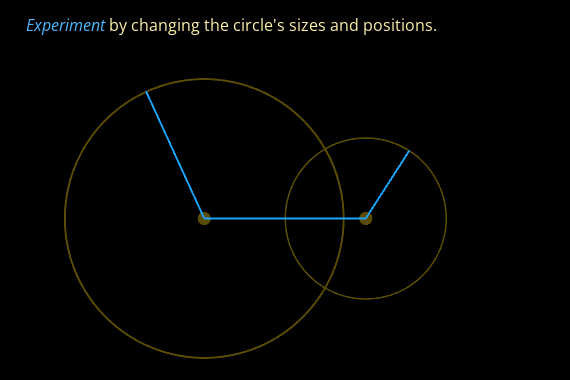 Experiment by changing the circle's sizes and positions.